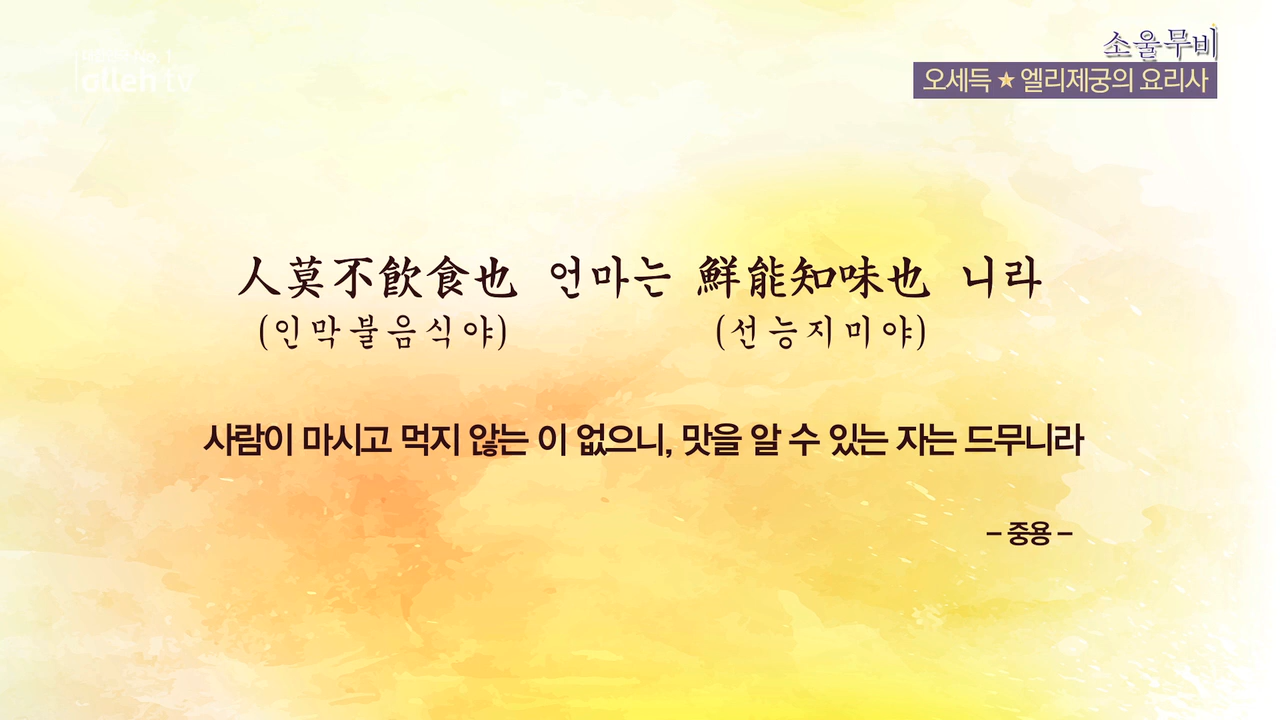 olleh tv
소울무비
오세득 ★ 엘리제궁의 요리사
人莫不飮食也 언마는 鮮能知味也 니라
(인막불음식야) (선능지미야)
사람이 마시고 먹지 않는 이 없으니, 맛을 알 수 있는 자는 드무니라
– 중용 –